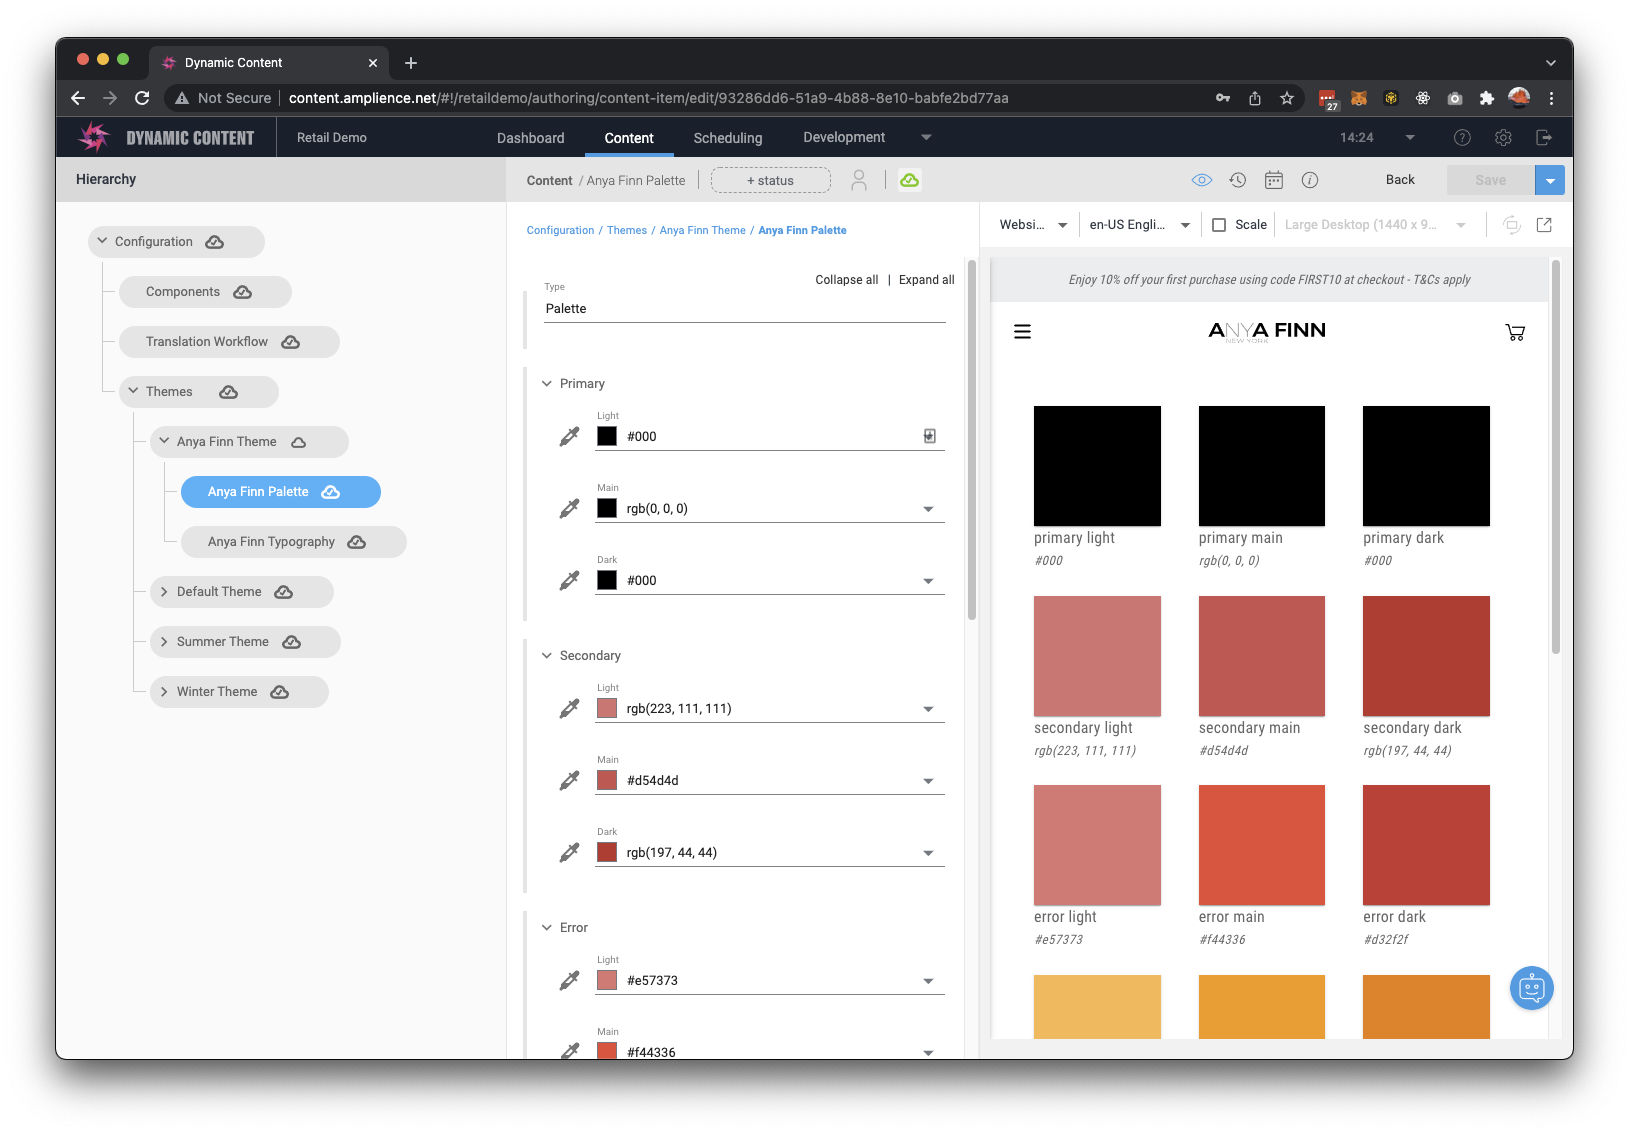 Dynamic Content
Not Secure content.amplience.net/#!/retaildemo/authoring/content-item/edit/93286dd6-51a9-4b88-8e10-babfe2bd77aa
27
DYNAMIC CONTENT Retail Demo Dashboard Content Scheduling Development 14:24
Hierarchy
Content / Anya Finn Palette + status Back Save
Configuration
Components
Translation Workflow
Themes
Anya Finn Theme
Anya Finn Palette
Anya Finn Typography
Default Theme
Summer Theme
Winter Theme
Configuration / Themes / Anya Finn Theme / Anya Finn Palette
Collapse all | Expand all
Type
Palette
Primary
Light
#000
Main
rgb(0, 0, 0)
Dark
#000
Secondary
Light
rgb(223, 111, 111)
Main
#d54d4d
Dark
rgb(197, 44, 44)
Error
Light
#e57373
Main
#f44336
Websi... en-US Engli... Scale Large Desktop (1440 x 9...
Enjoy 10% off your first purchase using code FIRST10 at checkout - T&Cs apply
ANYA FINN
NEW YORK
primary light primary main primary dark
#000 rgb(0, 0, 0) #000
secondary light secondary main secondary dark
rgb(223, 111, 111) #d54d4d rgb(197, 44, 44)
error light error main error dark
#e57373 #f44336 #d32f2f